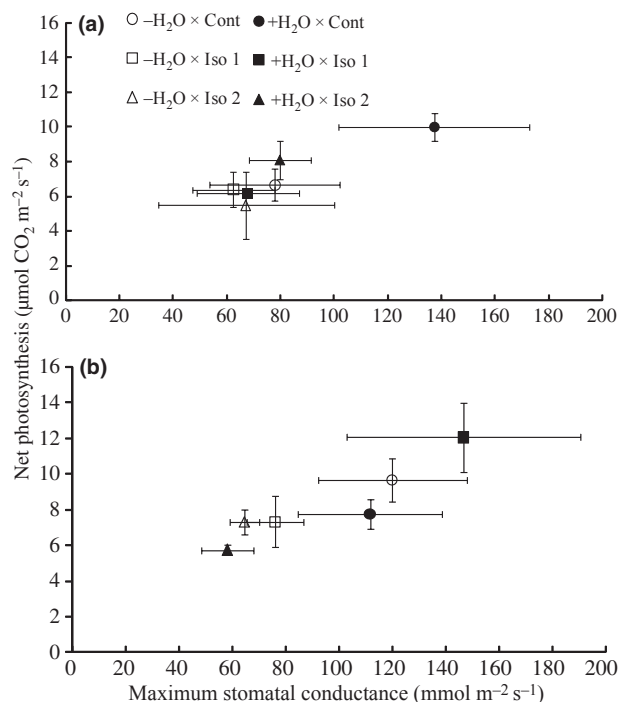 (a)
–H₂O × Cont +H₂O × Cont
–H₂O × Iso 1 +H₂O × Iso 1
–H₂O × Iso 2 +H₂O × Iso 2
16
14
12
10
8
6
4
2
0
0 20 40 60 80 100 120 140 160 180 200
Net photosynthesis (µmol CO₂ m⁻² s⁻¹)
(b)
16
14
12
10
8
6
4
2
0
0 20 40 60 80 100 120 140 160 180 200
Maximum stomatal conductance (mmol m⁻² s⁻¹)